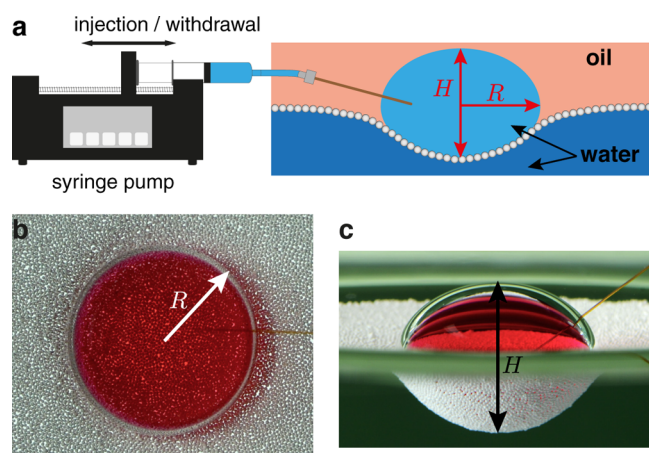 a
injection / withdrawal
oil
H
R
water
syringe pump
b
R
c
H